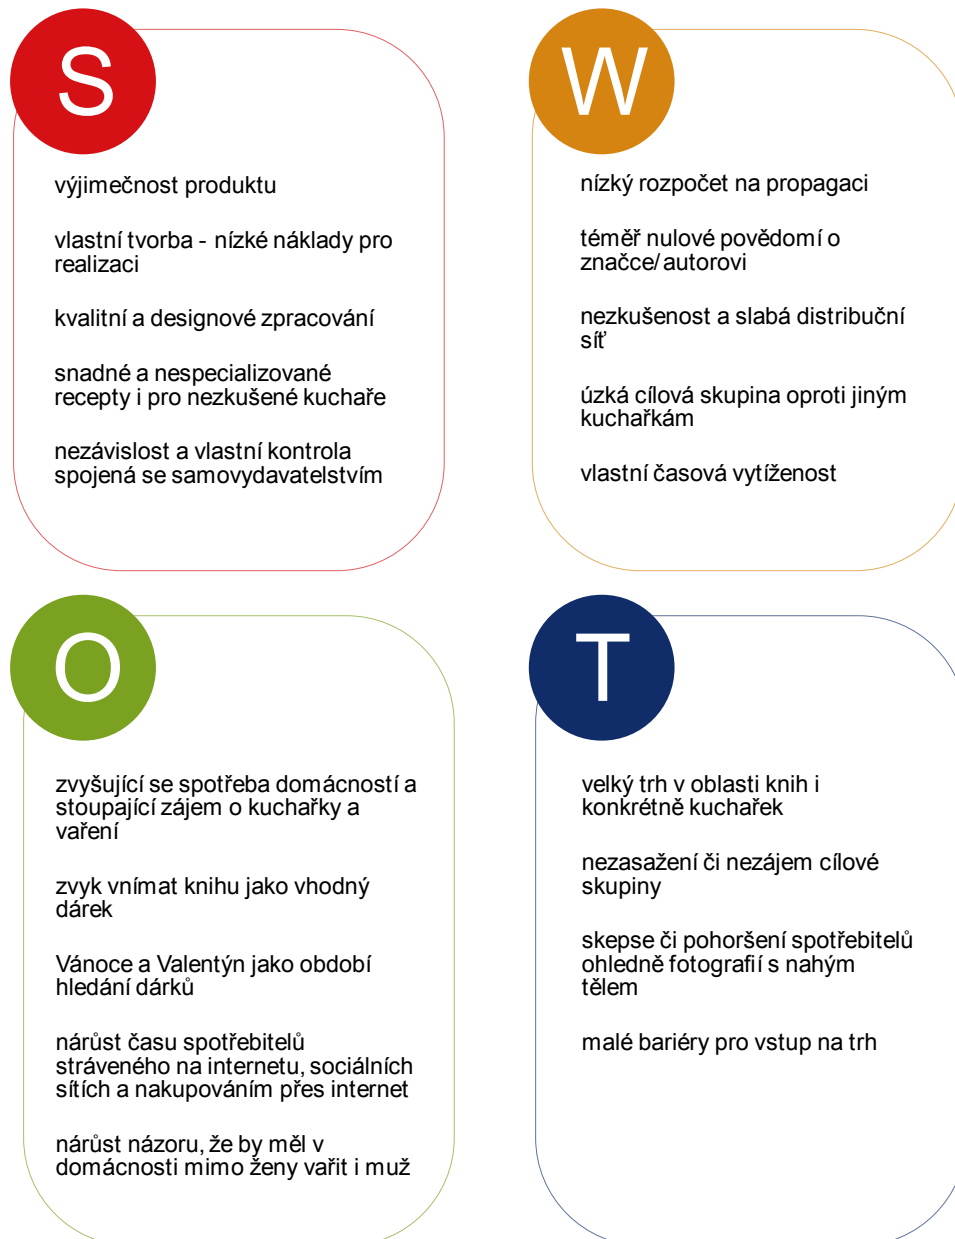 S
výjimečnost produktu
vlastní tvorba - nízké náklady pro
realizaci
kvalitní a designové zpracování
snadné a nespecializované
recepty i pro nezkušené kuchaře
nezávislost a vlastní kontrola
spojená se samovydavatelstvím
W
nízký rozpočet na propagaci
téměř nulové povědomí o
značce/ autorovi
nezkušenost a slabá distribuční
síť
úzká cílová skupina oproti jiným
kuchařkám
vlastní časová vytíženost
O
zvyšující se spotřeba domácností a
stoupající zájem o kuchařky a
vaření
zvyk vnímat knihu jako vhodný
dárek
Vánoce a Valentýn jako období
hledání dárků
nárůst času spotřebitelů
stráveného na internetu, sociálních
sítích a nakupováním přes internet
nárůst názoru, že by měl v
domácnosti mimo ženy vařit i muž
T
velký trh v oblasti knih i
konkrétně kuchařek
nezasažení či nezájem cílové
skupiny
skepse či pohoršení spotřebitelů
ohledně fotografií s nahým
tělem
malé bariéry pro vstup na trh